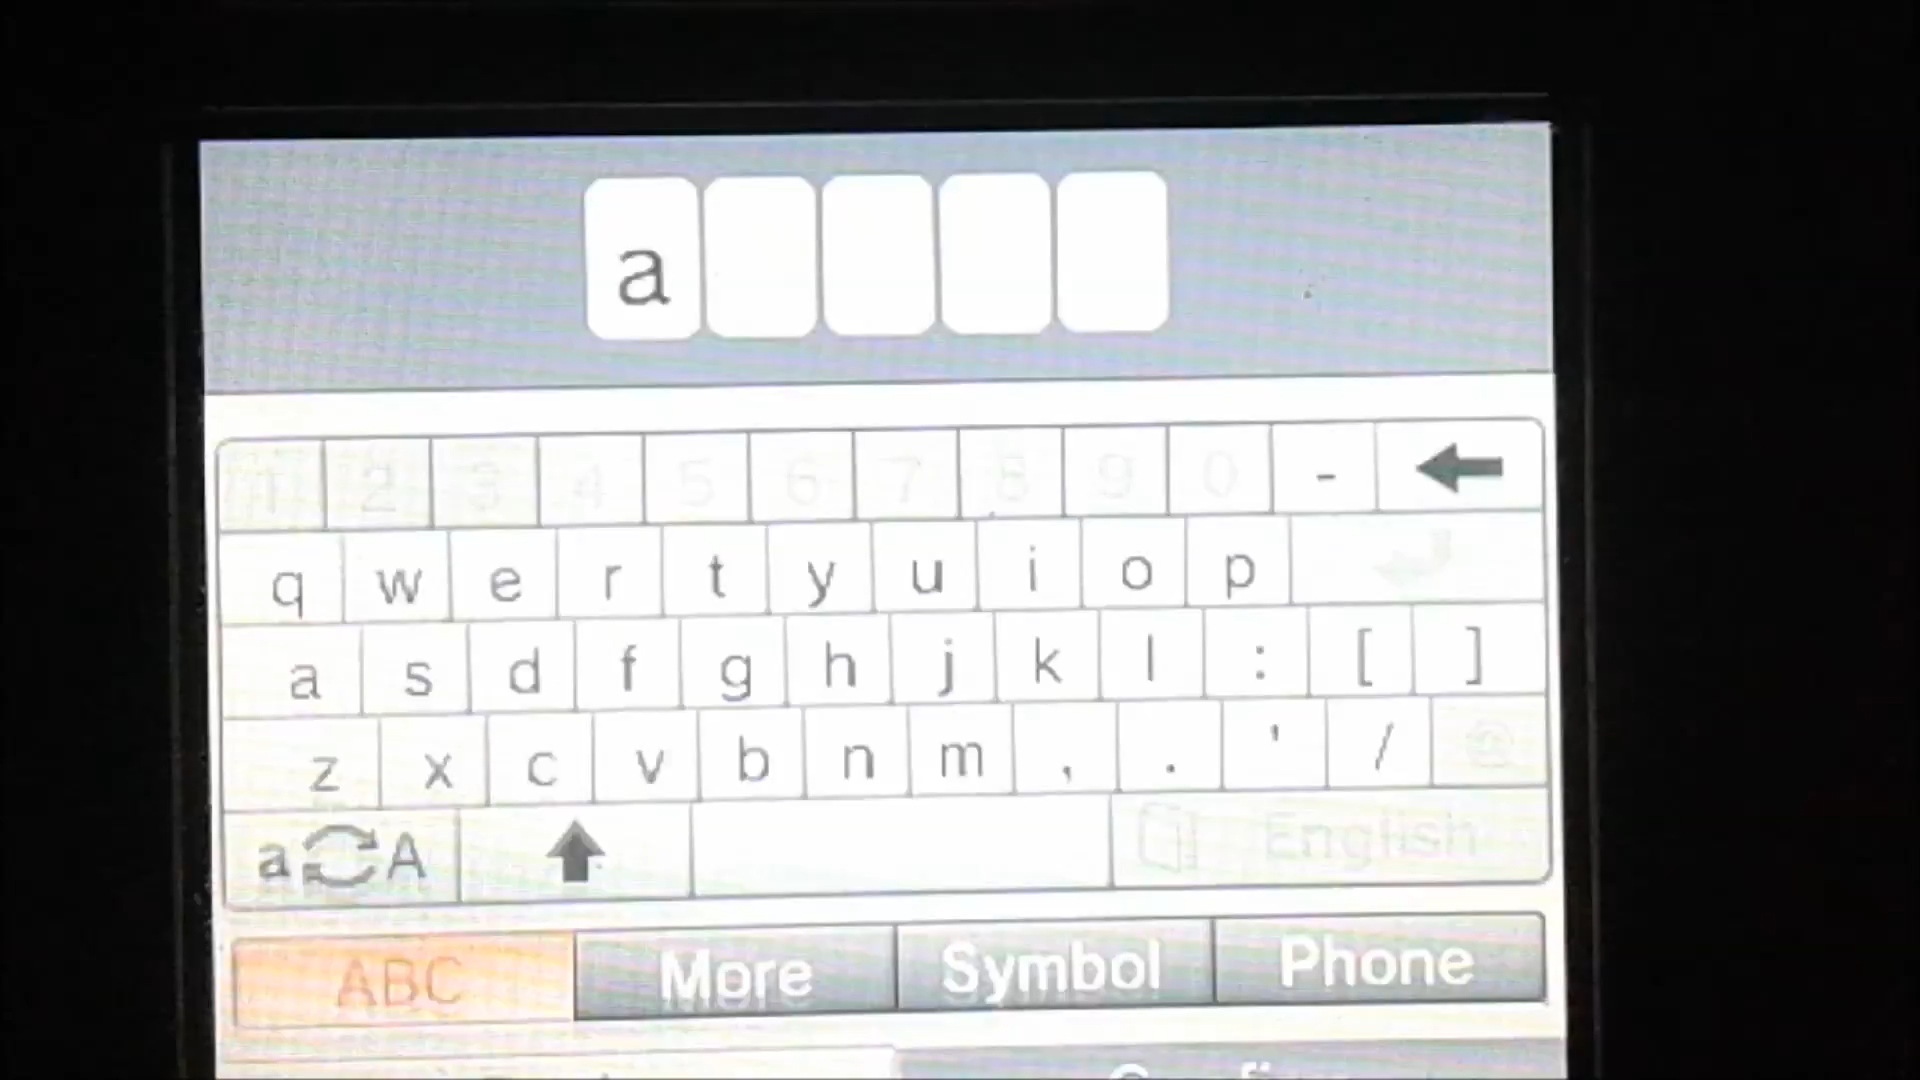 a
1 2 3 4 5 6 7 8 9 0 -
q w e r t y u i o p
a s d f g h j k l : [ ]
z x c v b n m , . ' / @
a A English
ABC More Symbol Phone